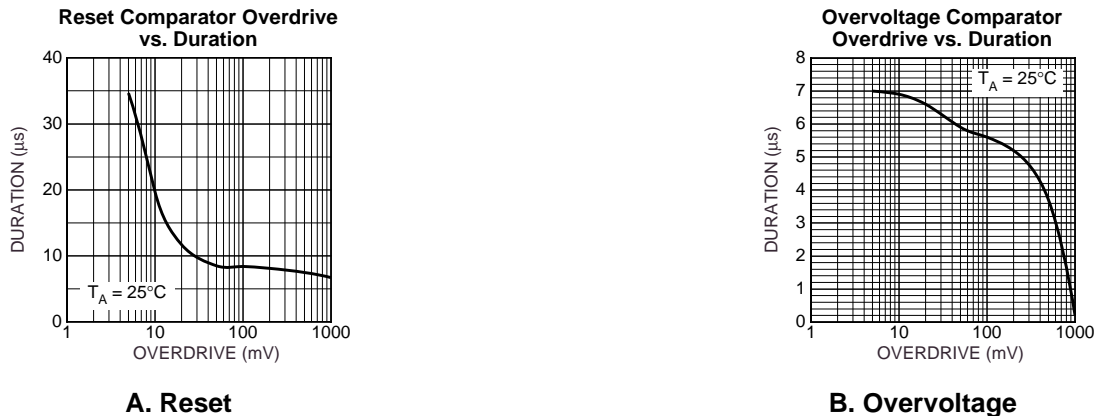 Reset Comparator Overdrive
vs. Duration
40
30
20
10
0
DURATION (µs)
T_A = 25°C
1
10
100
1000
OVERDRIVE (mV)
A. Reset
Overvoltage Comparator
Overdrive vs. Duration
8
7
6
5
4
3
2
1
0
DURATION (µs)
T_A = 25°C
1
10
100
1000
OVERDRIVE (mV)
B. Overvoltage